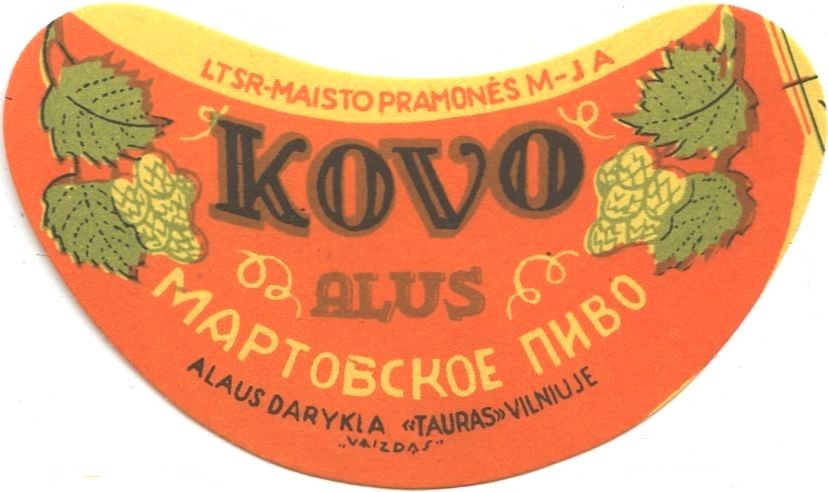 LTSR-MAISTO PRAMONĖS M-JA
KOVO
ALUS
МАРТОВСКОЕ ПИВО
ALAUS DARYKLA «TAURAS» VILNIUJE
„VAIZDAS“